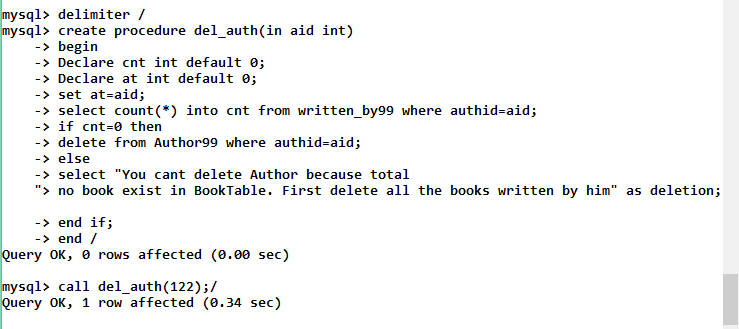 mysql> delimiter /
mysql> create procedure del_auth(in aid int)
    -> begin
    -> Declare cnt int default 0;
    -> Declare at int default 0;
    -> set at=aid;
    -> select count(*) into cnt from written_by99 where authid=aid;
    -> if cnt=0 then
    -> delete from Author99 where authid=aid;
    -> else
    -> select "You cant delete Author because total
    "> no book exist in BookTable. First delete all the books written by him" as deletion;
    -> end if;
    -> end /
Query OK, 0 rows affected (0.00 sec)
mysql> call del_auth(122);/
Query OK, 1 row affected (0.34 sec)